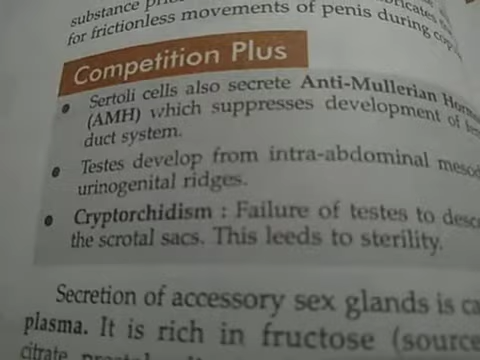 substance
for frictionless movements of penis during
Competition Plus
• Sertoli cells also secrete Anti-Mullerian
(AMH) which suppresses development of
duct system.
• Testes develop from intra-abdominal
urinogenital ridges.
• Cryptorchidism : Failure of testes to
the scrotal sacs. This leads to sterility.
Secretion of accessory sex glands is
plasma. It is rich in fructose (source
citrate